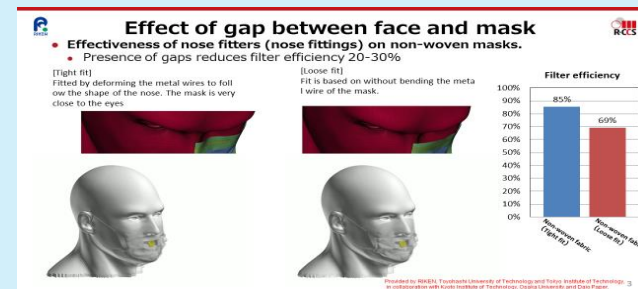 Effect of gap between face and mask
RIKEN
R-CCS
• Effectiveness of nose fitters (nose fittings) on non-woven masks.
• Presence of gaps reduces filter efficiency 20-30%
[Tight fit]
Fitted by deforming the metal wires to foll
ow the shape of the nose. The mask is very
close to the eyes
[Loose fit]
Fit is based on without bending the meta
l wire of the mask.
Filter efficiency
100%
90%
80%
70%
60%
50%
40%
30%
20%
10%
0%
85%
69%
Non-woven fabric
(Tight fit)
Non-woven fab
(Loose fit)
Provided by RIKEN, Toyohashi University of Technology and Tokyo Institute of Technology
in collaboration with Kyoto Institute of Technology, Osaka University and Daio Paper.
3